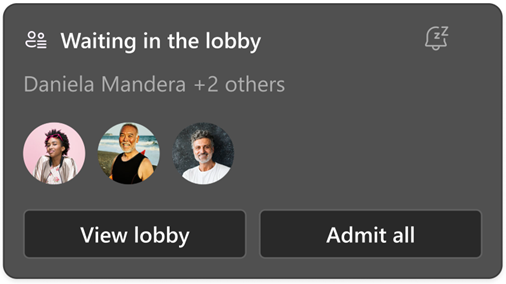 Waiting in the lobby
Daniela Mandera +2 others
View lobby
Admit all